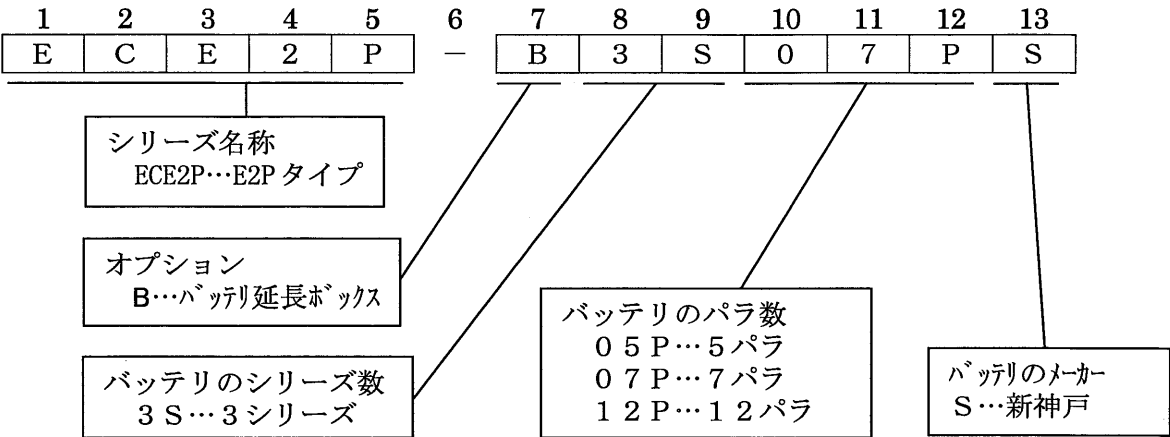 1 2 3 4 5 6 7 8 9 10 11 12 13
E C E 2 P － B 3 S 0 7 P S
シリーズ名称
ECE2P…E2Pタイプ
オプション
B…バッテリ延長ボックス
バッテリのシリーズ数
３Ｓ…３シリーズ
バッテリのパラ数
０５Ｐ…５パラ
０７Ｐ…７パラ
１２Ｐ…１２パラ
バッテリのメーカー
Ｓ…新神戸